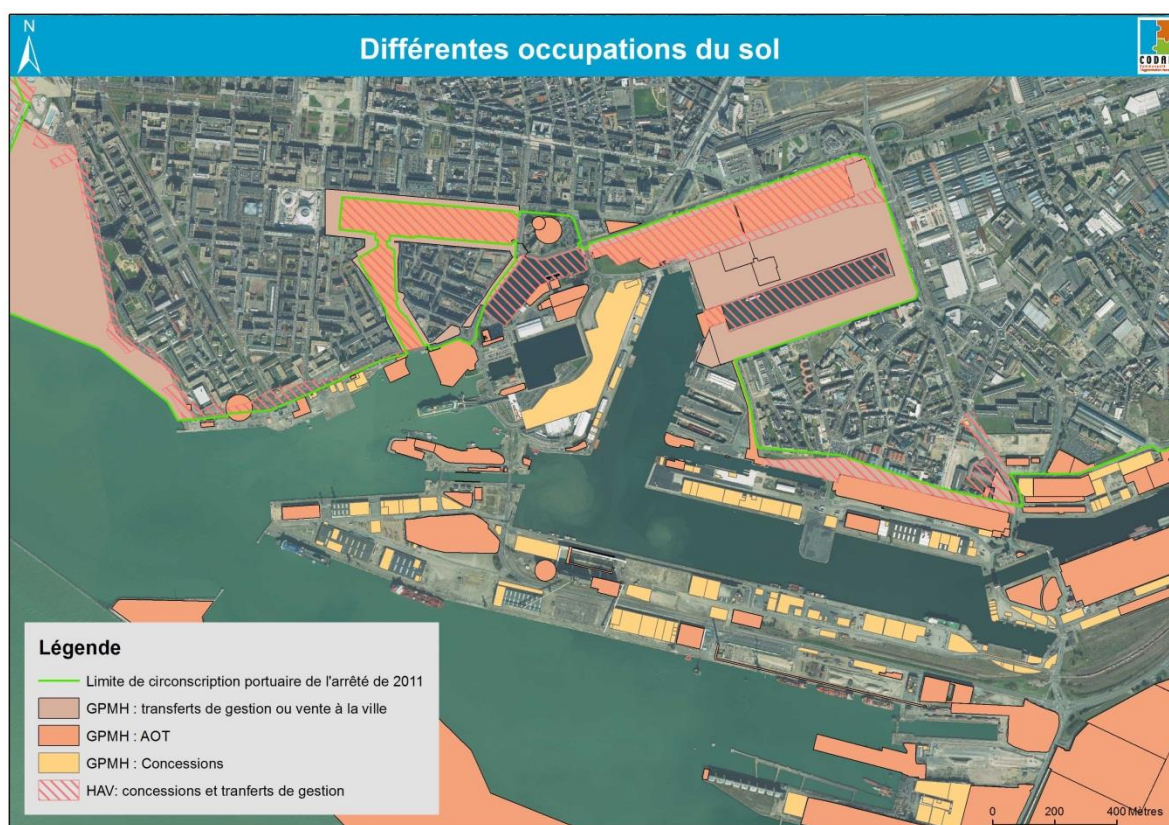 N
Différentes occupations du sol
CODAH
Légende
Limite de circonscription portuaire de l'arrêté de 2011
GPMH : transferts de gestion ou vente à la ville
GPMH : AOT
GPMH : Concessions
HAV: concessions et tranferts de gestion
0 200 400 Mètres